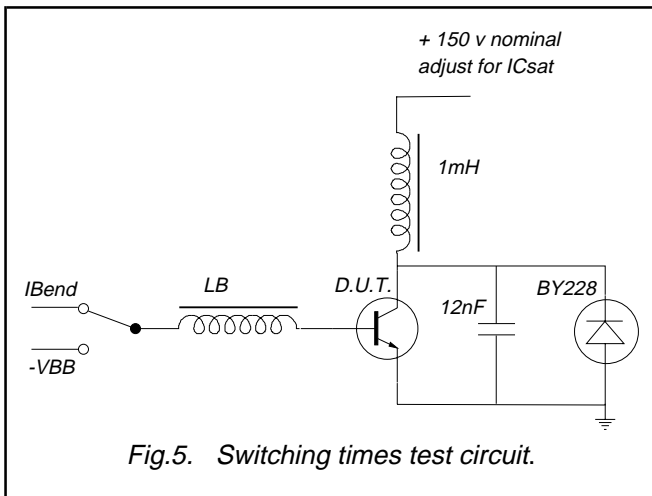 + 150 v nominal
adjust for ICsat
1mH
IBend
LB
D.U.T.
12nF
BY228
-VBB
Fig.5. Switching times test circuit.